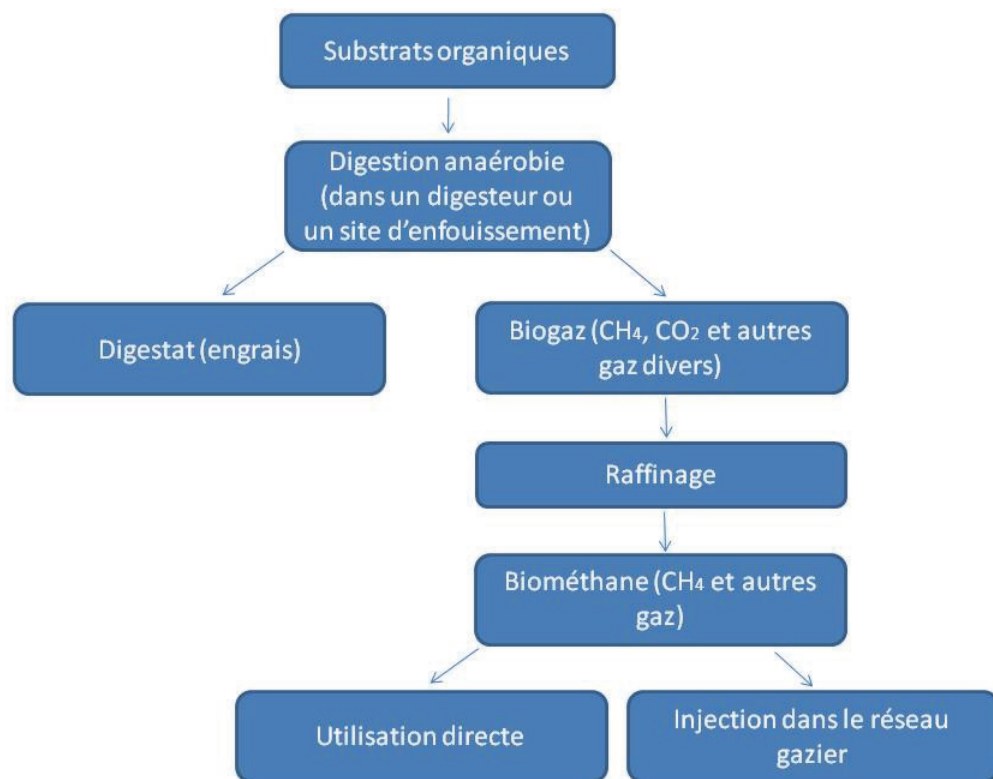 Substrats organiques
Digestion anaérobie
(dans un digesteur ou
un site d'enfouissement)
Digestat (engrais)
Biogaz (CH₄, CO₂ et autres
gaz divers)
Raffinage
Biométhane (CH₄ et autres
gaz)
Utilisation directe
Injection dans le réseau
gazier